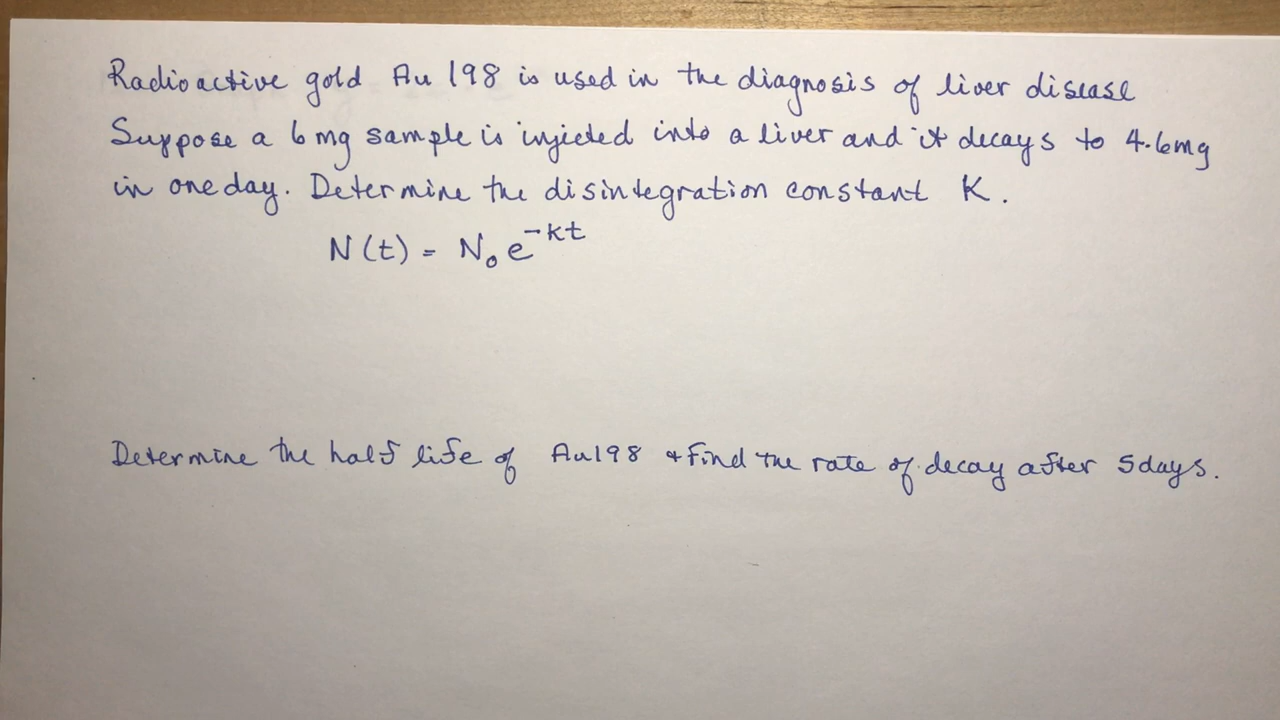 Radioactive gold Au 198 is used in the diagnosis of liver disease
Suppose a 6 mg sample is injected into a liver and it decays to 4.6mg
in one day. Determine the disintegration constant K.
N(t) = N₀e^-kt
Determine the half life of Au198 + find the rate of decay after 5days.